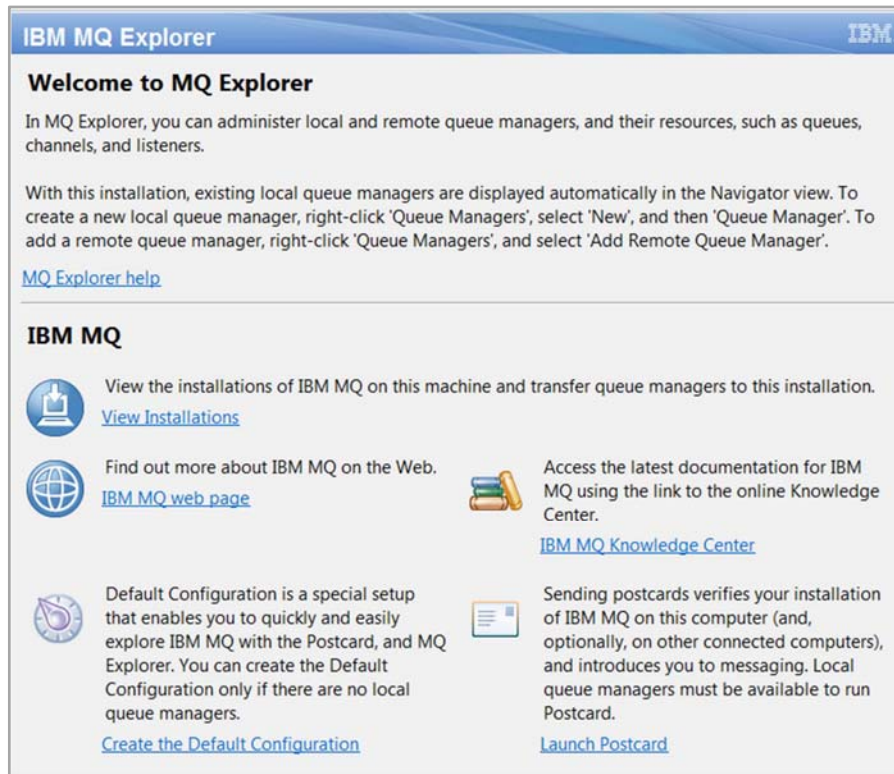 IBM MQ Explorer
IBM
Welcome to MQ Explorer
In MQ Explorer, you can administer local and remote queue managers, and their resources, such as queues,
channels, and listeners.
With this installation, existing local queue managers are displayed automatically in the Navigator view. To
create a new local queue manager, right-click 'Queue Managers', select 'New', and then 'Queue Manager'. To
add a remote queue manager, right-click 'Queue Managers', and select 'Add Remote Queue Manager'.
MQ Explorer help
IBM MQ
View the installations of IBM MQ on this machine and transfer queue managers to this installation.
View Installations
Find out more about IBM MQ on the Web.
IBM MQ web page
Access the latest documentation for IBM
MQ using the link to the online Knowledge
Center.
IBM MQ Knowledge Center
Default Configuration is a special setup
that enables you to quickly and easily
explore IBM MQ with the Postcard, and MQ
Explorer. You can create the Default
Configuration only if there are no local
queue managers.
Create the Default Configuration
Sending postcards verifies your installation
of IBM MQ on this computer (and,
optionally, on other connected computers),
and introduces you to messaging. Local
queue managers must be available to run
Postcard.
Launch Postcard